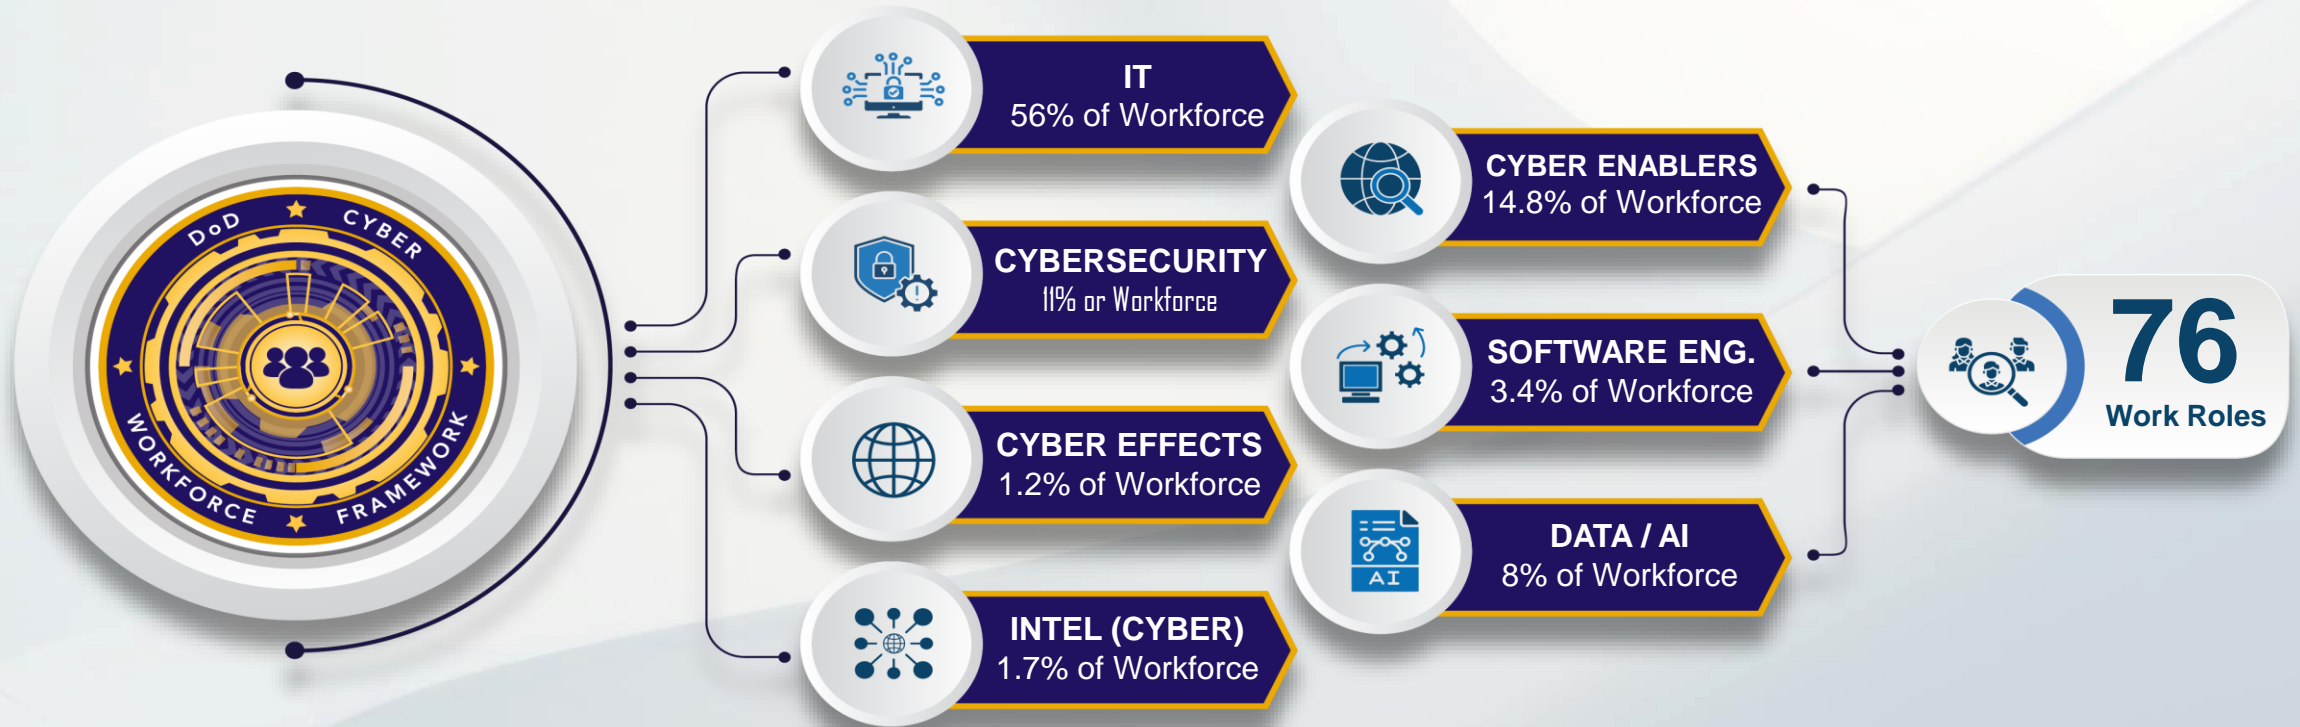 DoD CYBER
WORKFORCE FRAMEWORK
IT
56% of Workforce
CYBERSECURITY
11% or Workforce
CYBER EFFECTS
1.2% of Workforce
INTEL (CYBER)
1.7% of Workforce
CYBER ENABLERS
14.8% of Workforce
SOFTWARE ENG.
3.4% of Workforce
AI
DATA / AI
8% of Workforce
76
Work Roles